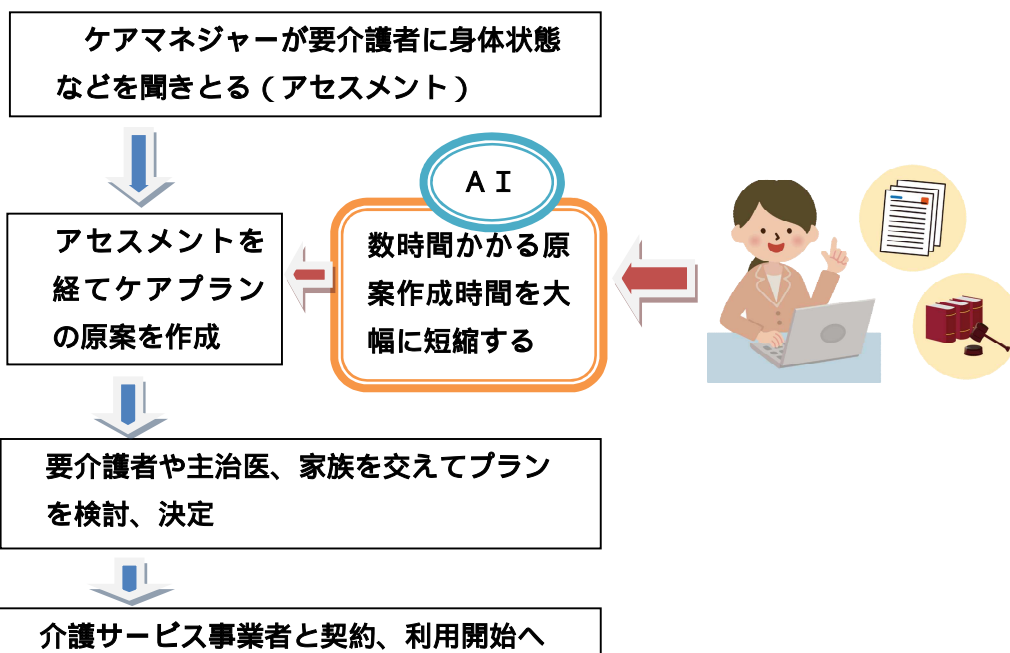 ケアマネジャーが要介護者に身体状態
などを聞きとる(アセスメント)
ＡＩ
数時間かかる原
案作成時間を大
幅に短縮する
アセスメントを
経てケアプラン
の原案を作成
要介護者や主治医、家族を交えてプラン
を検討、決定
介護サービス事業者と契約、利用開始へ